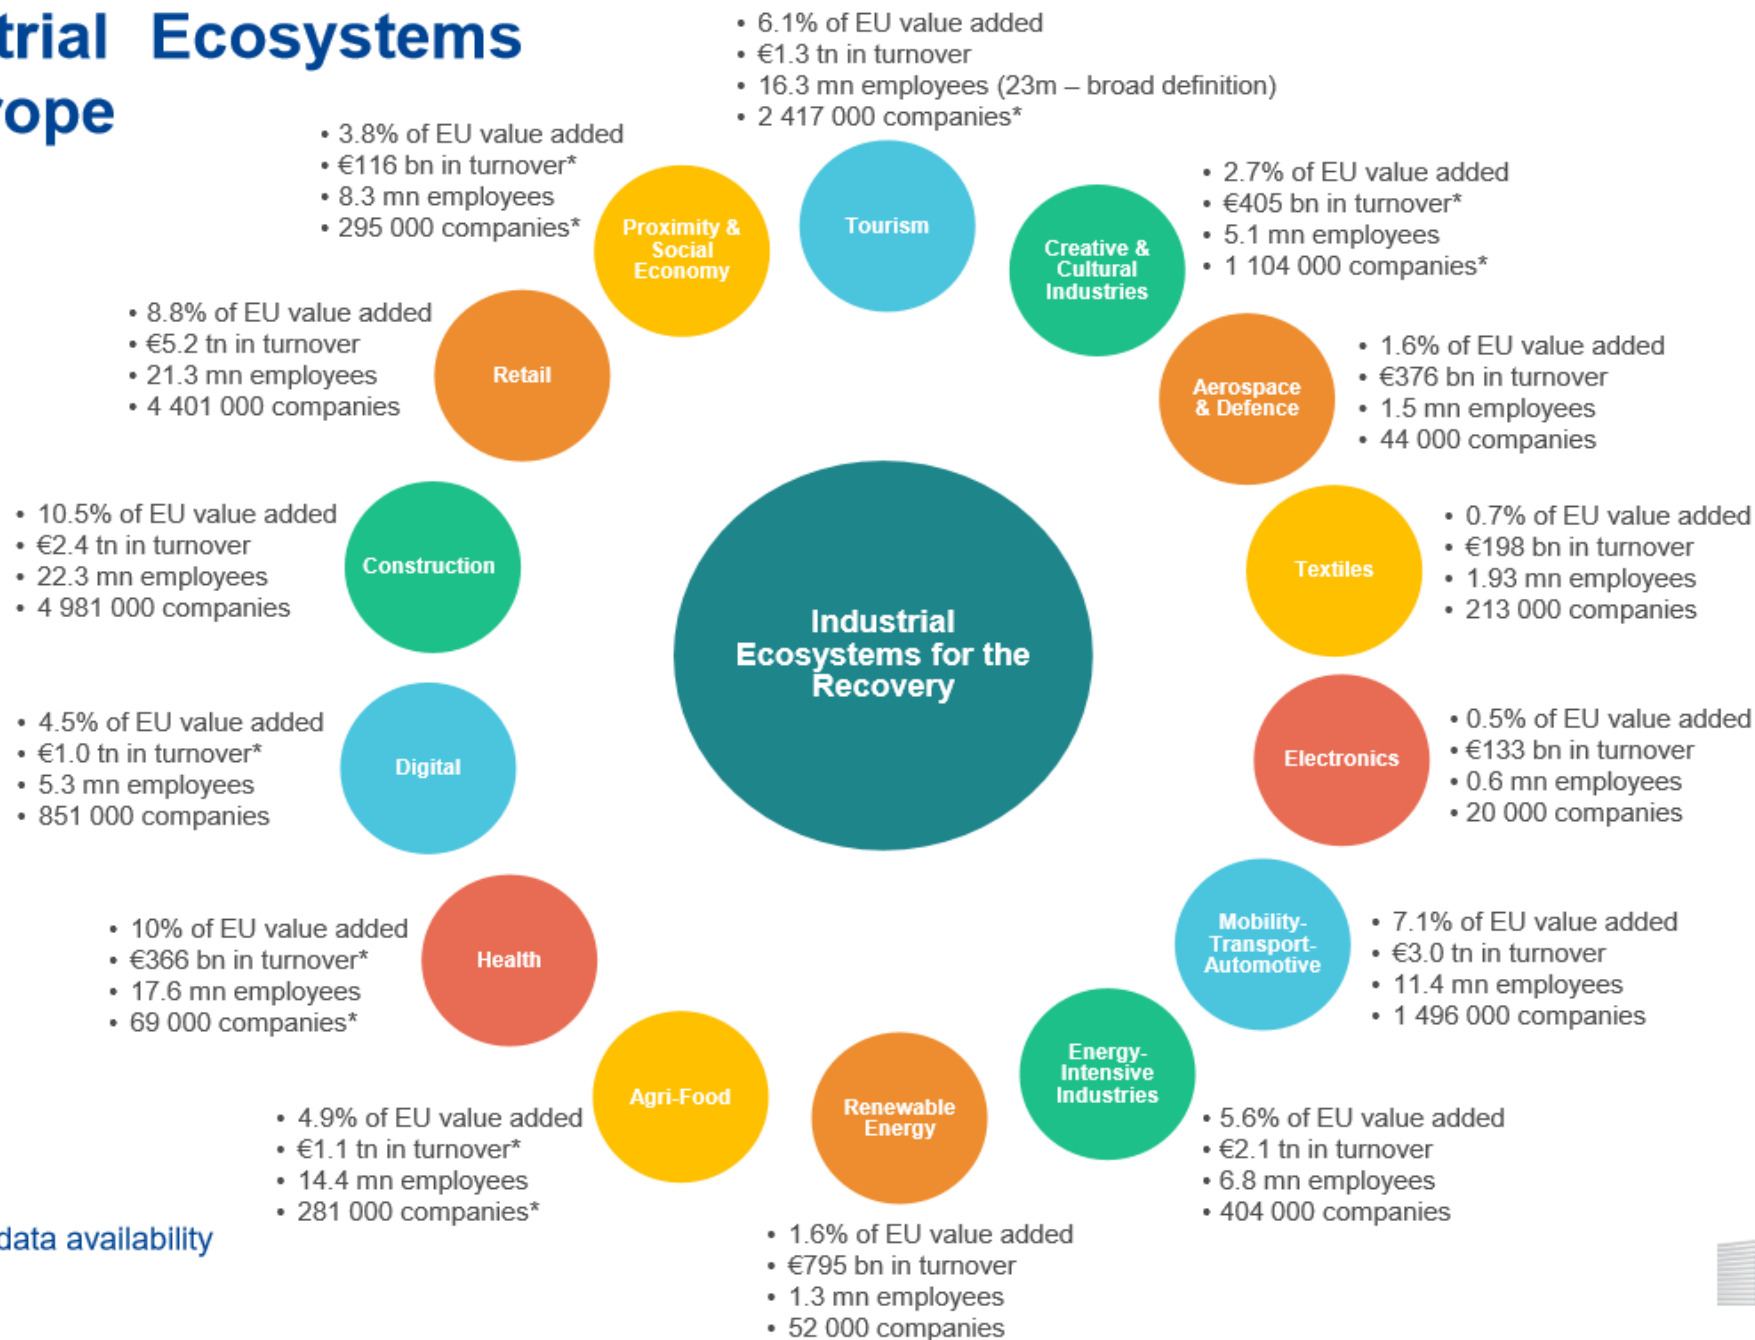 trial Ecosystems
rope
• 6.1% of EU value added
• €1.3 tn in turnover
• 16.3 mn employees (23m – broad definition)
• 2 417 000 companies*
Tourism
• 2.7% of EU value added
• €405 bn in turnover*
• 5.1 mn employees
• 1 104 000 companies*
Creative &
Cultural
Industries
• 1.6% of EU value added
• €376 bn in turnover
• 1.5 mn employees
• 44 000 companies
Aerospace
& Defence
• 0.7% of EU value added
• €198 bn in turnover
• 1.93 mn employees
• 213 000 companies
Textiles
• 0.5% of EU value added
• €133 bn in turnover
• 0.6 mn employees
• 20 000 companies
Electronics
• 7.1% of EU value added
• €3.0 tn in turnover
• 11.4 mn employees
• 1 496 000 companies
Mobility-
Transport-
Automotive
• 5.6% of EU value added
• €2.1 tn in turnover
• 6.8 mn employees
• 404 000 companies
Energy-
Intensive
Industries
• 1.6% of EU value added
• €795 bn in turnover
• 1.3 mn employees
• 52 000 companies
Renewable
Energy
• 4.9% of EU value added
• €1.1 tn in turnover*
• 14.4 mn employees
• 281 000 companies*
Agri-Food
• 10% of EU value added
• €366 bn in turnover*
• 17.6 mn employees
• 69 000 companies*
Health
• 4.5% of EU value added
• €1.0 tn in turnover*
• 5.3 mn employees
• 851 000 companies
Digital
• 10.5% of EU value added
• €2.4 tn in turnover
• 22.3 mn employees
• 4 981 000 companies
Construction
• 8.8% of EU value added
• €5.2 tn in turnover
• 21.3 mn employees
• 4 401 000 companies
Retail
• 3.8% of EU value added
• €116 bn in turnover*
• 8.3 mn employees
• 295 000 companies*
Proximity &
Social
Economy
Industrial
Ecosystems for the
Recovery
data availability